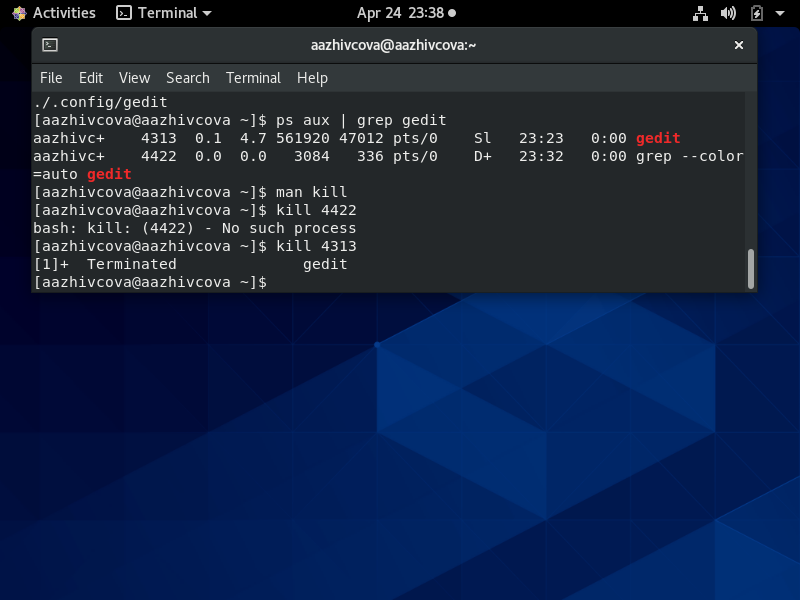 Activities Terminal Apr 24 23:38
aazhivcova@aazhivcova:~
File Edit View Search Terminal Help
./.config/gedit
[aazhivcova@aazhivcova ~]$ ps aux | grep gedit
aazhivc+    4313  0.1  4.7 561920 47012 pts/0    Sl   23:23   0:00 gedit
aazhivc+    4422  0.0  0.0   3084   336 pts/0    D+   23:32   0:00 grep --color
=auto gedit
[aazhivcova@aazhivcova ~]$ man kill
[aazhivcova@aazhivcova ~]$ kill 4422
bash: kill: (4422) - No such process
[aazhivcova@aazhivcova ~]$ kill 4313
[1]+  Terminated              gedit
[aazhivcova@aazhivcova ~]$